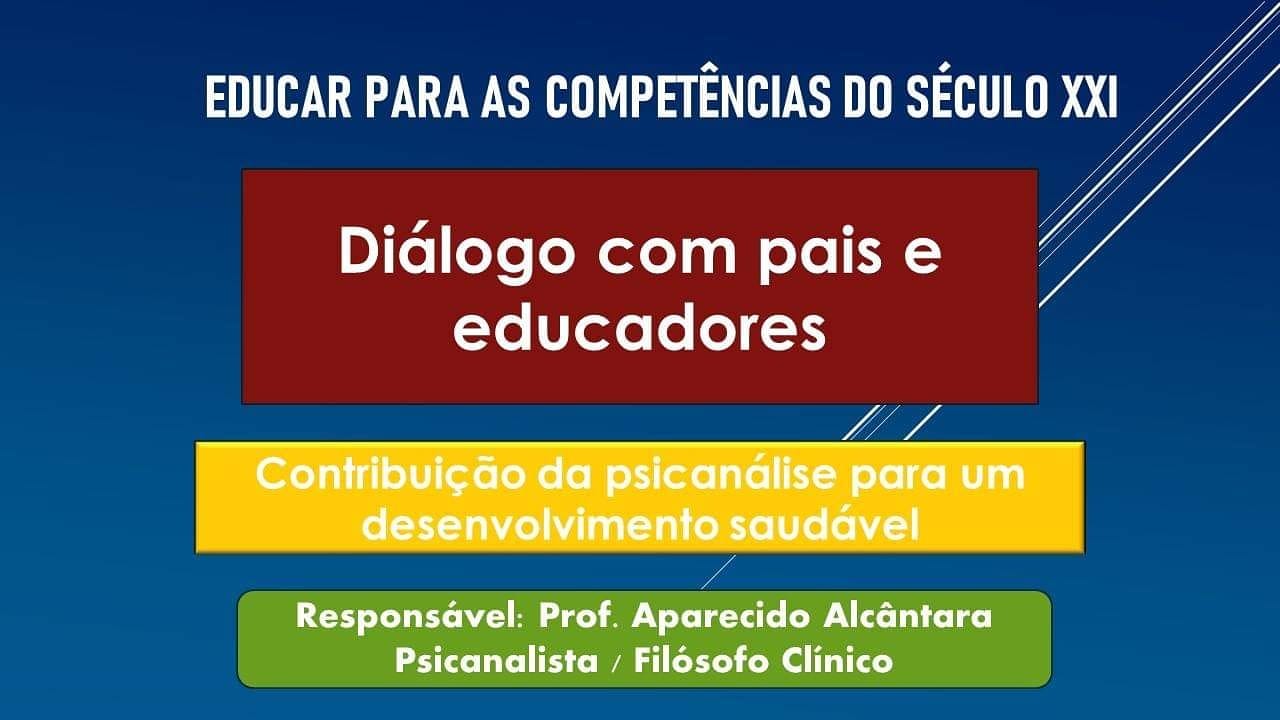 EDUCAR PARA AS COMPETÊNCIAS DO SÉCULO XXI
Diálogo com pais e
educadores
Contribuição da psicanálise para um
desenvolvimento saudável
Responsável: Prof. Aparecido Alcântara
Psicanalista / Filósofo Clínico